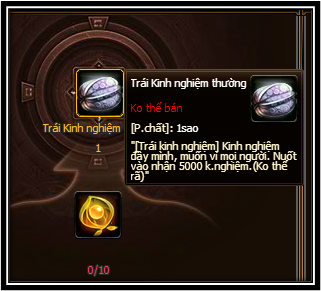 Trái Kinh nghiệm thường
Ko thể bán
Trái Kinh nghiệm
[P.chất]: 1sao
1
"[Trái kinh nghiệm] Kinh nghiệm
đầy mình, muốn vì mọi người. Nuốt
vào nhận 5000 k.nghiệm.(Ko thể
rã)"
0/10